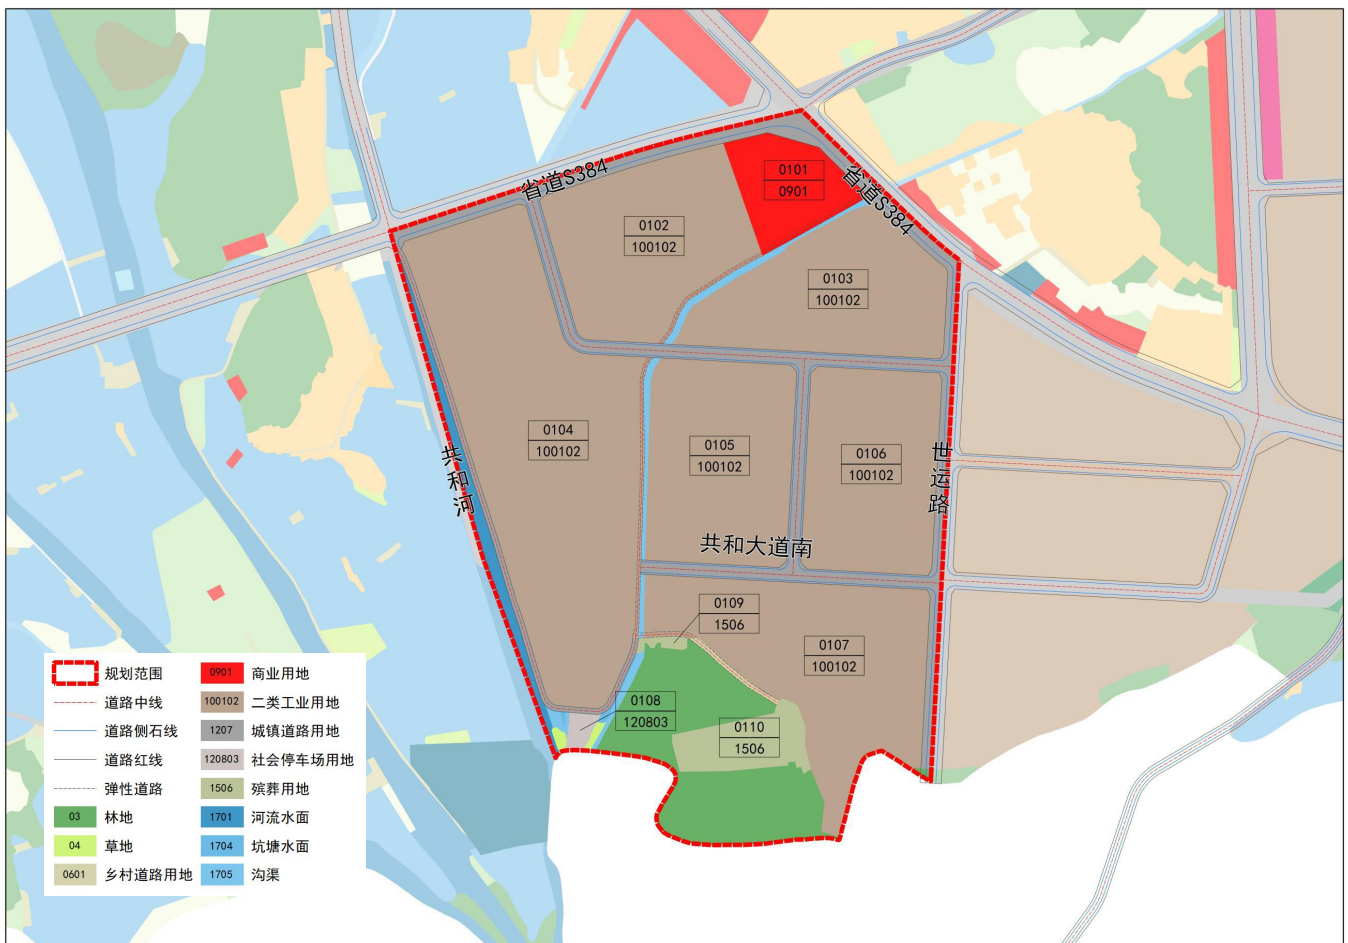 省道S384
省道S384
0101
0901
0102
100102
0103
100102
0104
100102
0105
100102
0106
100102
共和河
世运路
共和大道南
0109
1506
0107
100102
0108
120803
0110
1506
规划范围
0901 商业用地
道路中线
100102 二类工业用地
道路侧石线
1207 城镇道路用地
道路红线
120803 社会停车场用地
弹性道路
1506 殡葬用地
03 林地
1701 河流水面
04 草地
1704 坑塘水面
0601 乡村道路用地
1705 沟渠